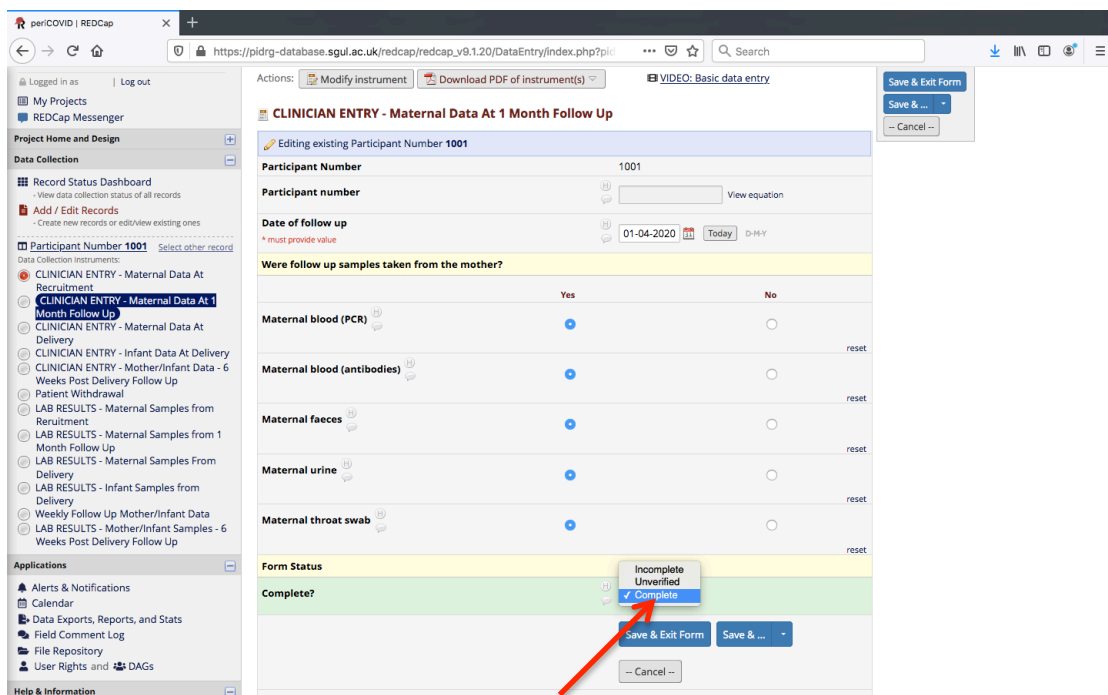 periCOVID | REDCap
https://pidrg-database.sgul.ac.uk/redcap/redcap_v9.1.20/DataEntry/index.php?pid
Search
Logged in as | Log out
My Projects
REDCap Messenger
Project Home and Design
Data Collection
Record Status Dashboard
- View data collection status of all records
Add / Edit Records
- Create new records or edit/view existing ones
Participant Number 1001 Select other record
Data Collection Instruments:
CLINICIAN ENTRY - Maternal Data At
Recruitment
CLINICIAN ENTRY - Maternal Data At 1
Month Follow Up
CLINICIAN ENTRY - Maternal Data At
Delivery
CLINICIAN ENTRY - Infant Data At Delivery
CLINICIAN ENTRY - Mother/Infant Data - 6
Weeks Post Delivery Follow Up
Patient Withdrawal
LAB RESULTS - Maternal Samples from
Reruitment
LAB RESULTS - Maternal Samples from 1
Month Follow Up
LAB RESULTS - Maternal Samples From
Delivery
LAB RESULTS - Infant Samples from
Delivery
Weekly Follow Up Mother/Infant Data
LAB RESULTS - Mother/Infant Samples - 6
Weeks Post Delivery Follow Up
Applications
Alerts & Notifications
Calendar
Data Exports, Reports, and Stats
Field Comment Log
File Repository
User Rights and DAGs
Help & Information
Actions: Modify instrument Download PDF of instrument(s) VIDEO: Basic data entry
CLINICIAN ENTRY - Maternal Data At 1 Month Follow Up
Editing existing Participant Number 1001
Participant Number 1001
Participant number H View equation
Date of follow up H 01-04-2020 31 Today D-M-Y
* must provide value
Were follow up samples taken from the mother?
Yes No
Maternal blood (PCR) H
reset
Maternal blood (antibodies) H
reset
Maternal faeces H
reset
Maternal urine H
reset
Maternal throat swab H
reset
Form Status
Complete? H
Incomplete
Unverified
✓ Complete
Save & Exit Form Save & ...
-- Cancel --
Save & Exit Form
Save & ...
-- Cancel --